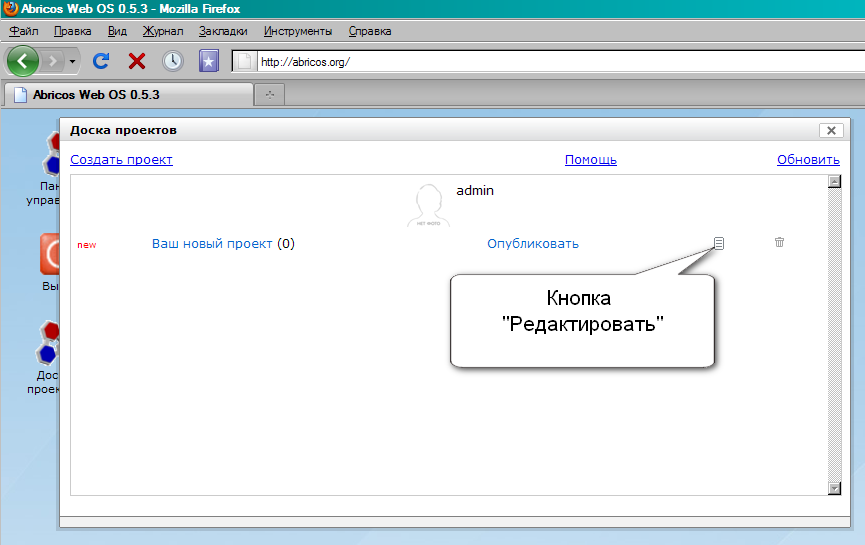 Abricos Web OS 0.5.3 - Mozilla Firefox
Файл Правка Вид Журнал Закладки Инструменты Справка
http://abricos.org/
Abricos Web OS 0.5.3
Доска проектов
Создать проект Помощь Обновить
admin
НЕТ ФОТО
new Ваш новый проект (0) Опубликовать
Кнопка
"Редактировать"
Пан
управ
Вы
Дос
проек